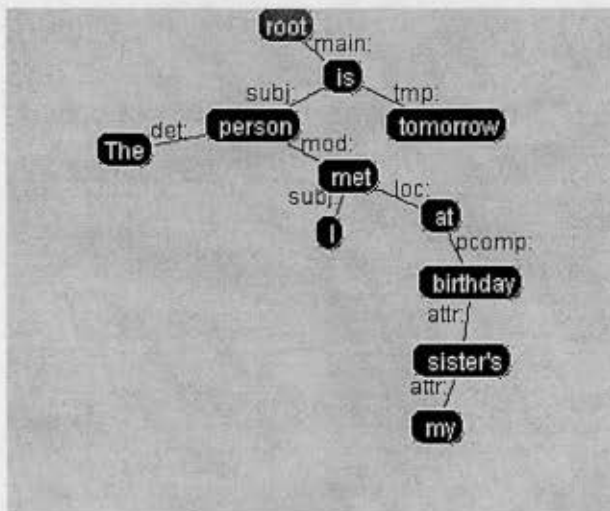 root
main:
is
subj: tmp:
The det: person tomorrow
mod:
met
subj loc:
I at
pcomp:
birthday
attr:
sister's
attr:
my